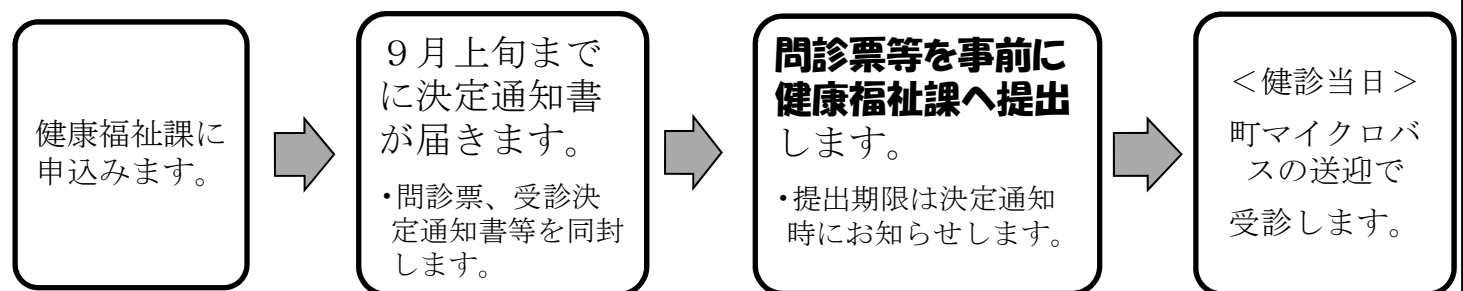 健康福祉課に
申込みます。
９月上旬まで
に決定通知書
が届きます。
・問診票、受診決
定通知書等を同封
します。
問診票等を事前に
健康福祉課へ提出
します。
・提出期限は決定通知
時にお知らせします。
＜健診当日＞
町マイクロバ
スの送迎で
受診します。